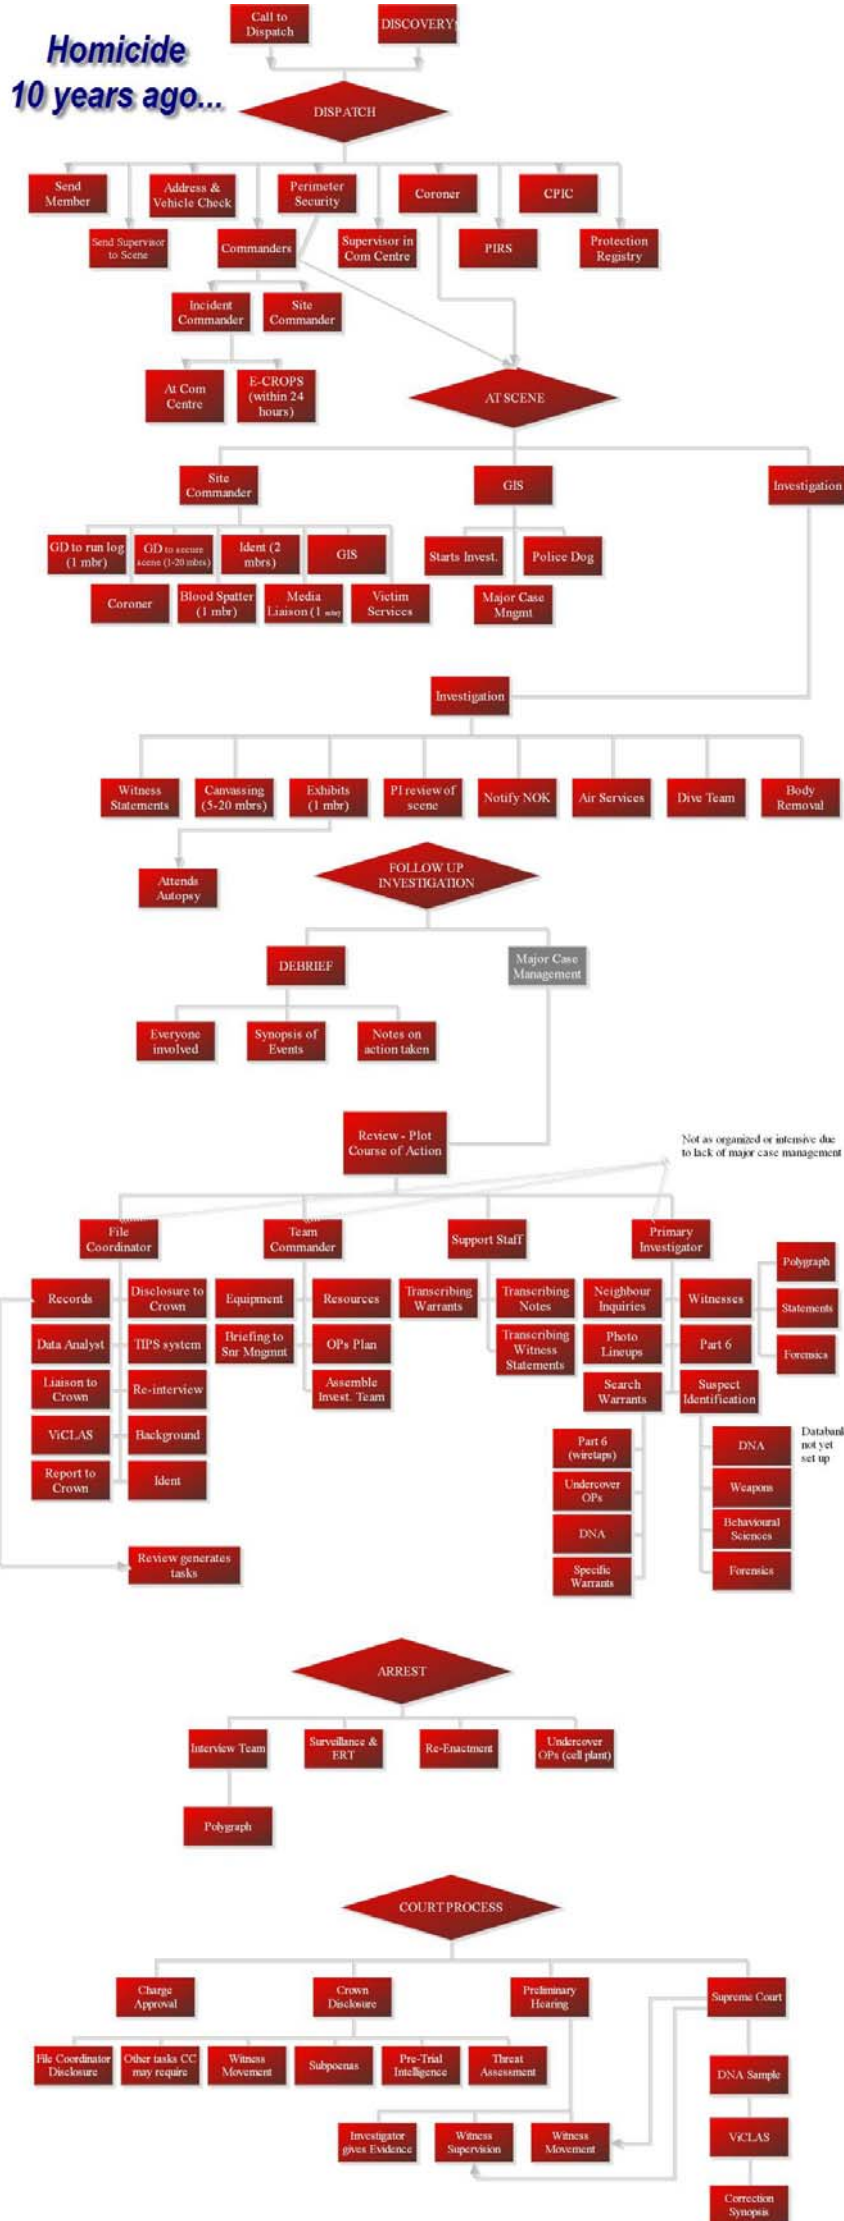 Homicide
10 years ago...
Call to
Dispatch
DISCOVERY
DISPATCH
Send
Member
Address &
Vehicle Check
Perimeter
Security
Coroner
CPIC
Send Supervisor
to Scene
Commanders
Supervisor in
Com Centre
PIRS
Protection
Registry
Incident
Commander
Site
Commander
At Com
Centre
E-CROPS
(within 24
hours)
AT SCENE
Site
Commander
GIS
Investigation
GD to run log
(1 mbr)
GD to secure
scene (1-20 mbrs)
Ident (2
mbrs)
GIS
Starts Invest.
Police Dog
Coroner
Blood Spatter
(1 mbr)
Media
Liaison (1 mbr)
Victim
Services
Major Case
Mngmt
Investigation
Witness
Statements
Canvassing
(5-20 mbrs)
Exhibits
(1 mbr)
PI review of
scene
Notify NOK
Air Services
Dive Team
Body
Removal
Attends
Autopsy
FOLLOW UP
INVESTIGATION
DEBRIEF
Major Case
Management
Everyone
involved
Synopsis of
Events
Notes on
action taken
Review - Plot
Course of Action
Not as organized or intensive due
to lack of major case management
File
Coordinator
Team
Commander
Support Staff
Primary
Investigator
Records
Disclosure to
Crown
Equipment
Resources
Transcribing
Warrants
Transcribing
Notes
Neighbour
Inquiries
Witnesses
Polygraph
Statements
Forensics
Data Analyst
TIPS system
Briefing to
Snr Mngmnt
OPs Plan
Transcribing
Witness
Statements
Photo
Lineups
Part 6
Liaison to
Crown
Re-interview
Assemble
Invest. Team
Search
Warrants
Suspect
Identification
ViCLAS
Background
Part 6
(wiretaps)
DNA
Databank
not yet
set up
Report to
Crown
Ident
Undercover
OPs
Weapons
DNA
Behavioural
Sciences
Review generates
tasks
Specific
Warrants
Forensics
ARREST
Interview Team
Surveillance &
ERT
Re-Enactment
Undercover
OPs (cell plant)
Polygraph
COURT PROCESS
Charge
Approval
Crown
Disclosure
Preliminary
Hearing
Supreme Court
File Coordinator
Disclosure
Other tasks CC
may require
Witness
Movement
Subpoenas
Pre-Trial
Intelligence
Threat
Assessment
DNA Sample
Investigator
gives Evidence
Witness
Supervision
Witness
Movement
ViCLAS
Correction
Synopsis